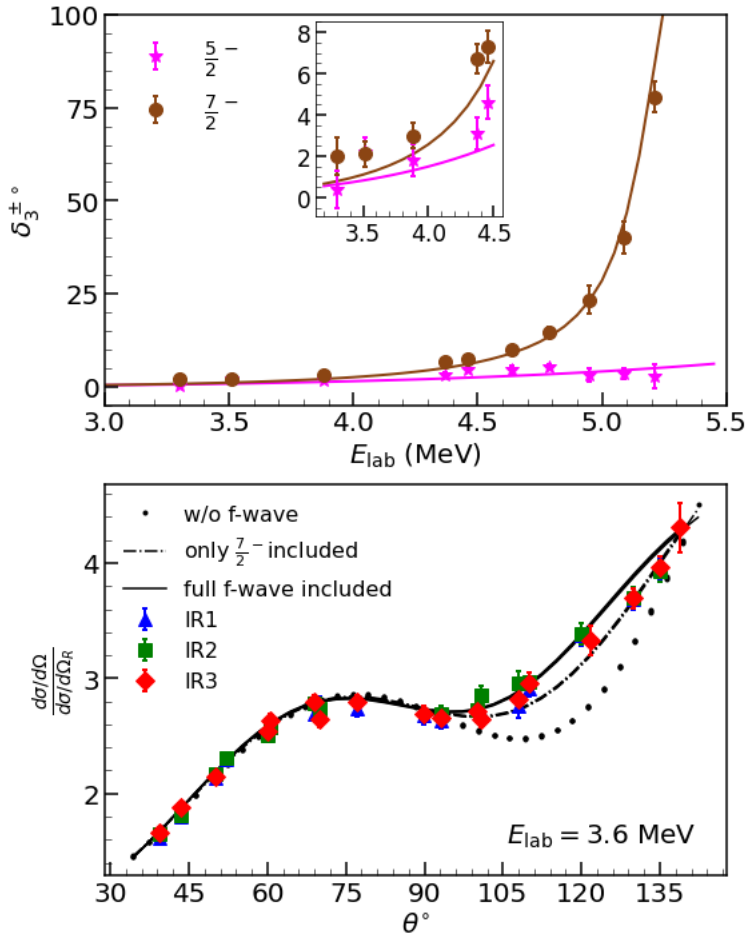 100
75
50
25
0
δ₃^±°
5/2⁻
7/2⁻
8
6
4
2
0
3.5 4.0 4.5
3.0 3.5 4.0 4.5 5.0 5.5
E_lab (MeV)
4
3
2
dσ/dΩ / dσ/dΩ_R
w/o f-wave
only 7/2⁻ included
full f-wave included
IR1
IR2
IR3
E_lab = 3.6 MeV
30 45 60 75 90 105 120 135
θ°